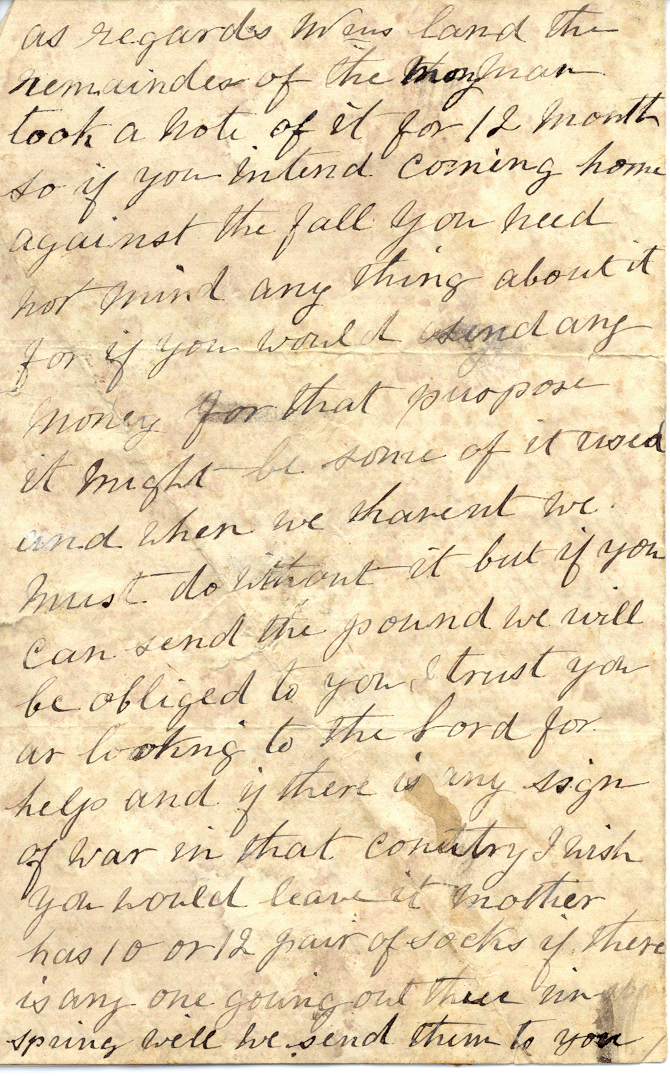 as regards Wms land the
remainder of the money man
took a note of it for 12 month
so if you intend coming home
against the fall you need
not mind any thing about it
for if you would send any
money for that purpose
it might be some of it used
and when we havent we
must do without it but if you
can send the pound we will
be obliged to you I trust you
ar looking to the Lord for
help and if there is any sign
of war in that country I wish
you would leave it mother
has 10 or 12 pair of socks if there
is any one gouing out there in
spring will we send them to you